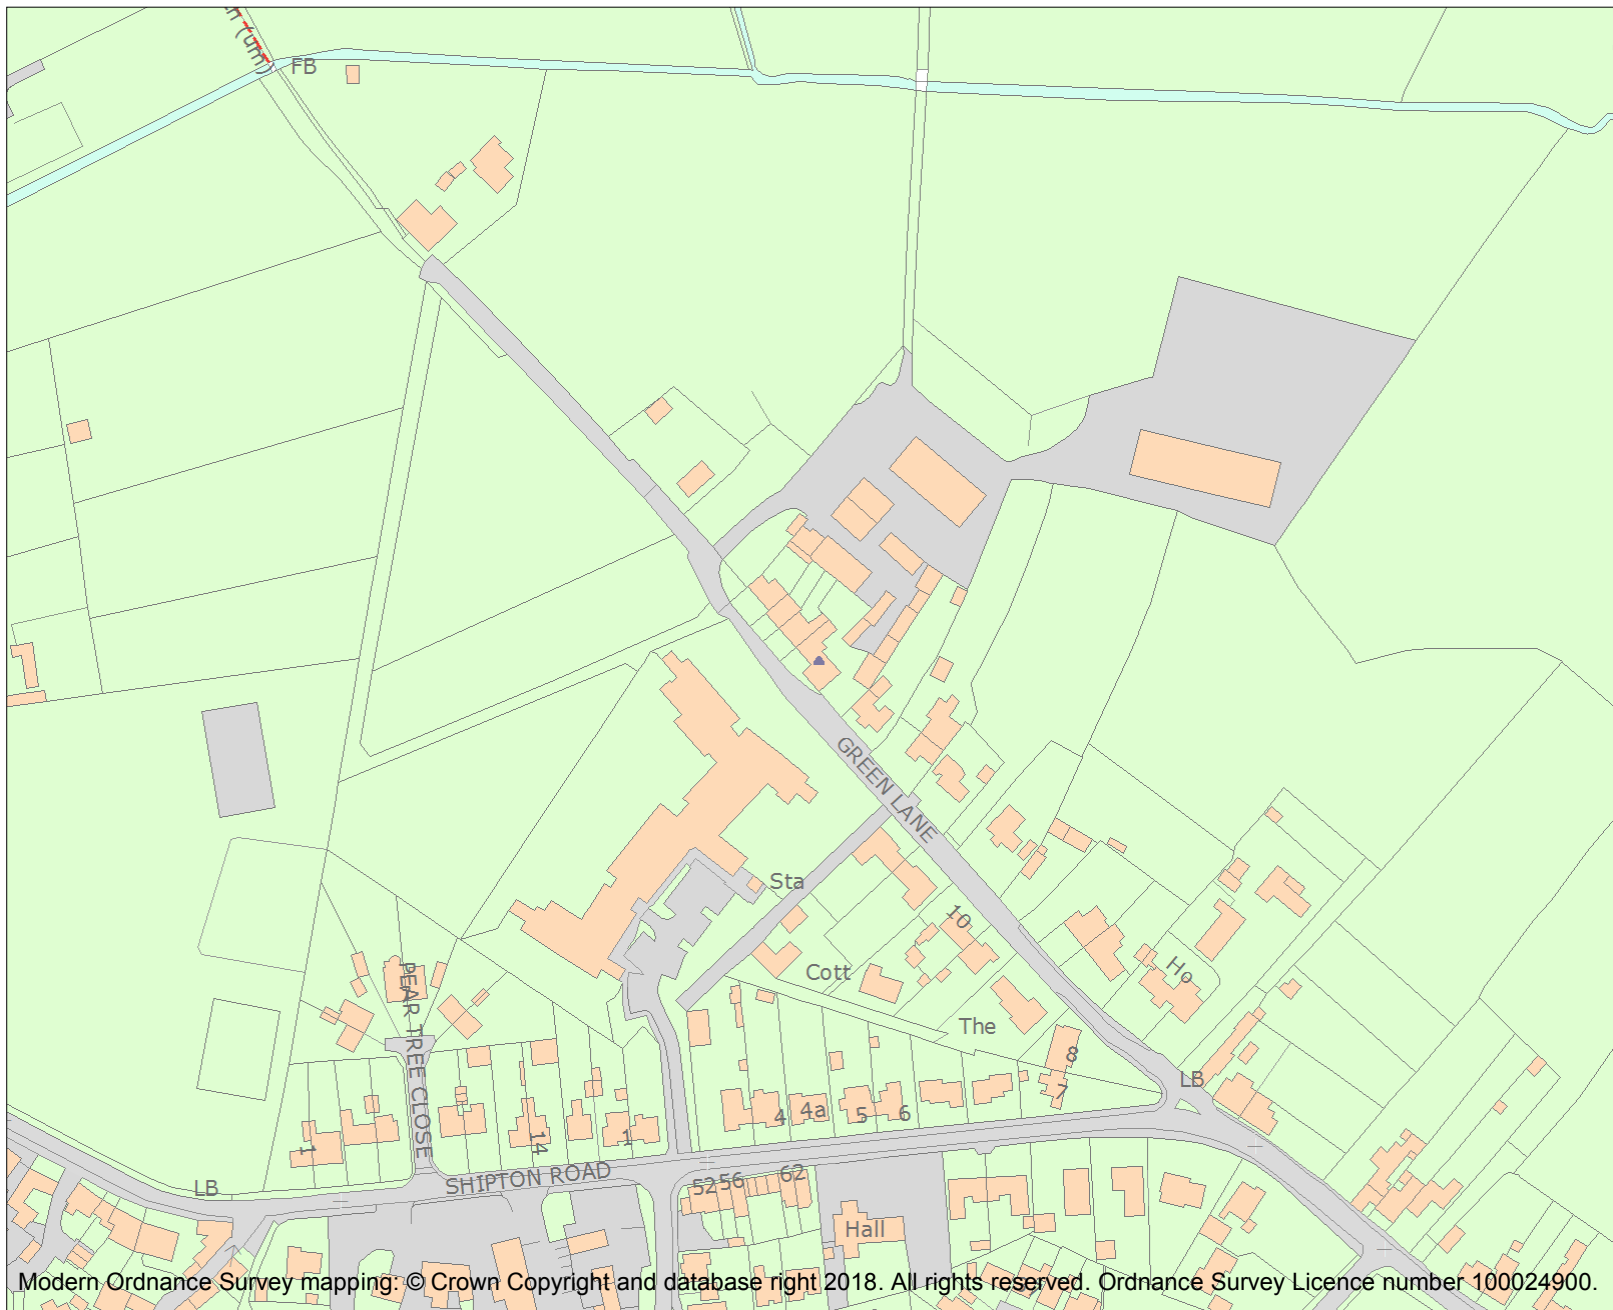 (um)
FB
GREEN LANE
Sta
10
Cott
Ho
The
8
LB
7
PEAR TREE CLOSE
4
4a
5
6
1
14
1
LB
SHIPTON ROAD
52
56
62
Hall
Modern Ordnance Survey mapping: © Crown Copyright and database right 2018. All rights reserved. Ordnance Survey Licence number 100024900.